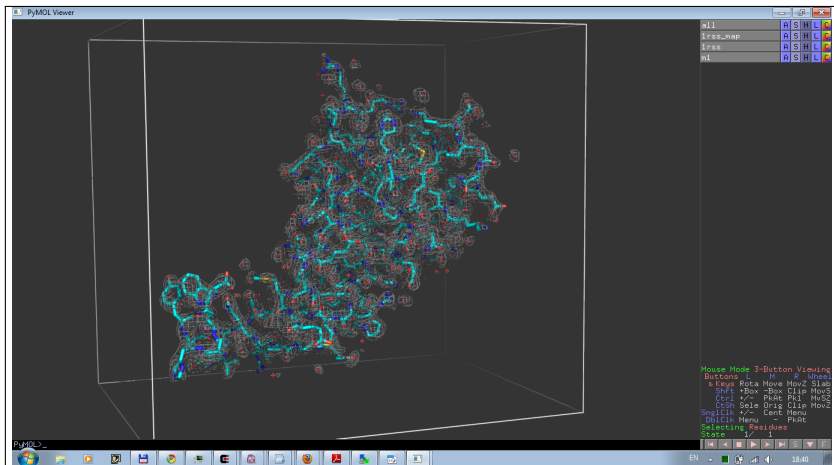 PyMOL Viewer
all A S H L C
1rss_map A S H L C
1rss A S H L C
m1 A S H L C
Mouse Mode 3-Button Viewing
Buttons L M R Wheel
& Keys Rota Move MovZ Slab
Shft +Box -Box Clip MovS
Ctrl +/- PkAt Pk1 MvSZ
CtSh Sele Orig Clip MovZ
SnglClk +/- Cent Menu
DblClk Menu - PkAt
Selecting Residues
State 1/ 1
S F
PyMOL>_
EN 18:40